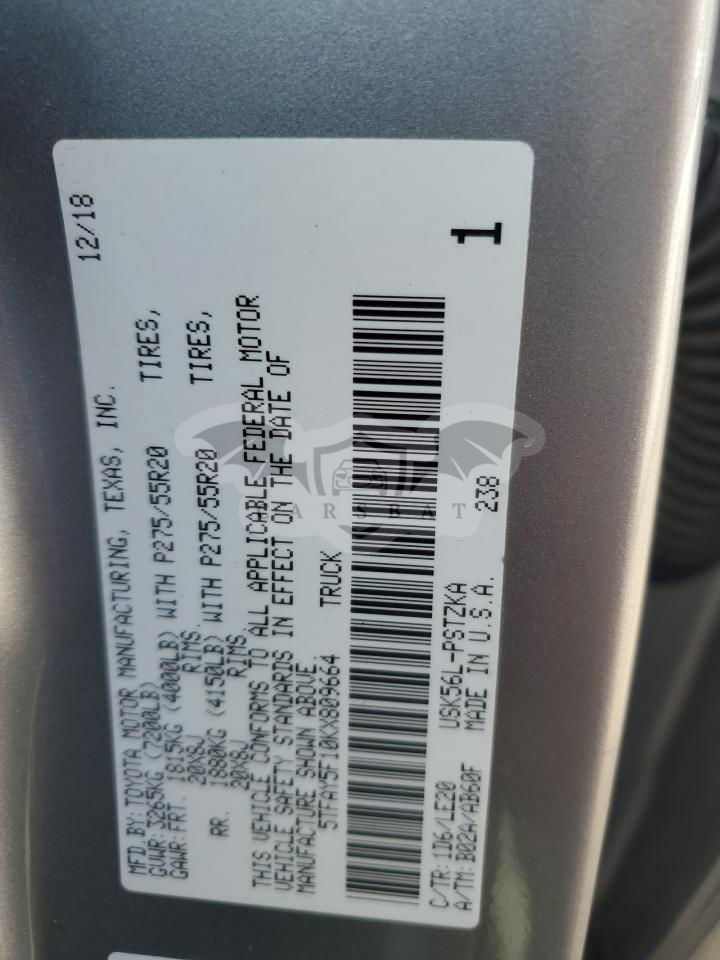 MFD.BY:TOYOTA MOTOR MANUFACTURING, TEXAS, INC. 12/18
GVWR:3265KG (7200LB)
GAWR:FRT. 1815KG (4000LB) WITH P275/55R20 TIRES,
20X8J RIMS
RR. 1880KG (4150LB) WITH P275/55R20 TIRES,
20X8J RIMS
THIS VEHICLE CONFORMS TO ALL APPLICABLE FEDERAL MOTOR
VEHICLE SAFETY STANDARDS IN EFFECT ON THE DATE OF
MANUFACTURE SHOWN ABOVE.
5TFAY5F10KX809664 TRUCK
C/TR:1D6/LE20 USK56L-PSTZKA 238 1
A/TM:B02A/AB60F MADE IN U.S.A.
CARSBAT